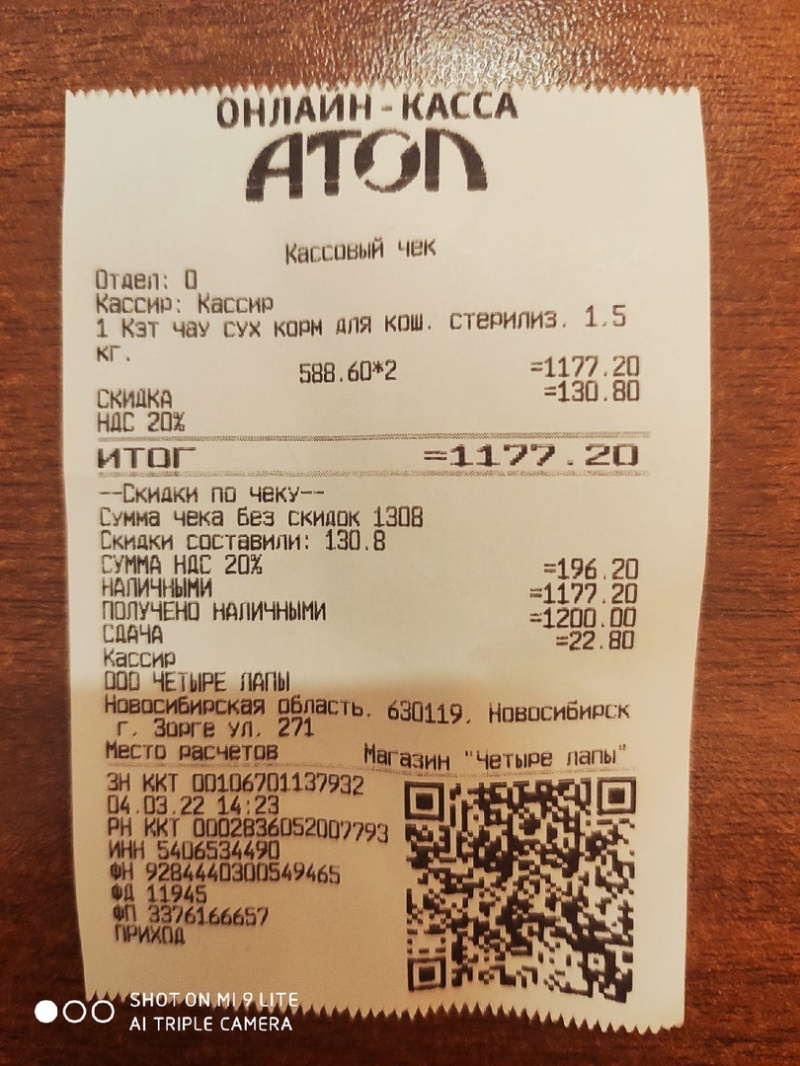 ОНЛАЙН-КАССА
АТОЛ
Кассовый чек
Отдел: 0
Кассир: Кассир
1 Кэт чау сух корм для кош. стерилиз. 1.5
кг.
588.60*2 =1177.20
СКИДКА =130.80
НДС 20%
ИТОГ =1177.20
--Скидки по чеку--
Сумма чека без скидок 1308
Скидки составили: 130.8
СУММА НДС 20% =196.20
НАЛИЧНЫМИ =1177.20
ПОЛУЧЕНО НАЛИЧНЫМИ =1200.00
СДАЧА =22.80
Кассир
ООО ЧЕТЫРЕ ЛАПЫ
Новосибирская область, 630119, Новосибирск
г. Зорге ул. 271
Место расчетов Магазин "Четыре лапы"
ЗН ККТ 00106701137932
04.03.22 14:23
РН ККТ 0002836052007793
ИНН 5406534490
ФН 9284440300549465
ФД 11945
ФП 3376166657
ПРИХОД
SHOT ON MI 9 LITE
AI TRIPLE CAMERA